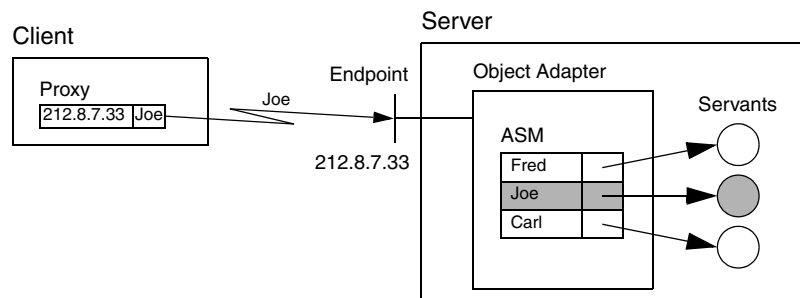 Client
Proxy
212.8.7.33 Joe
Joe
Endpoint
212.8.7.33
Server
Object Adapter
ASM
Fred
Joe
Carl
Servants